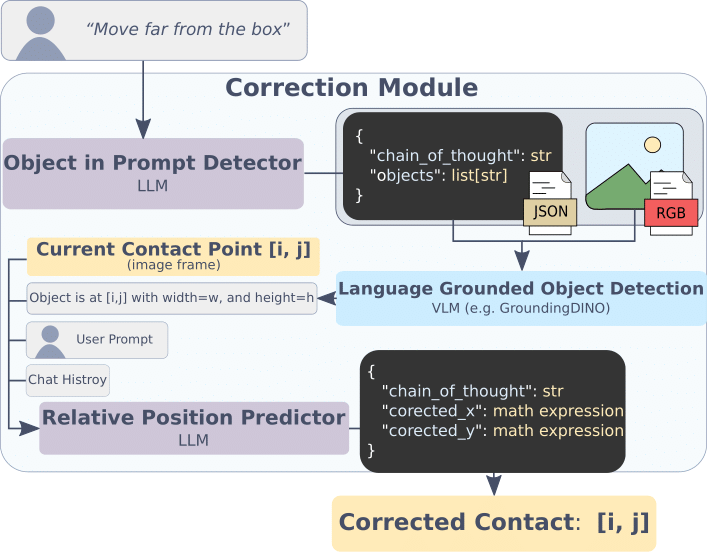 “Move far from the box”
Correction Module
Object in Prompt Detector
LLM
{
"chain_of_thought": str
"objects": list[str]
}
JSON
RGB
Current Contact Point [i, j]
(image frame)
Object is at [i,j] with width=w, and height=h
Language Grounded Object Detection
VLM (e.g. GroundingDINO)
User Prompt
Chat Histroy
Relative Position Predictor
LLM
{
"chain_of_thought": str
"corected_x": math expression
"corected_y": math expression
}
Corrected Contact: [i, j]